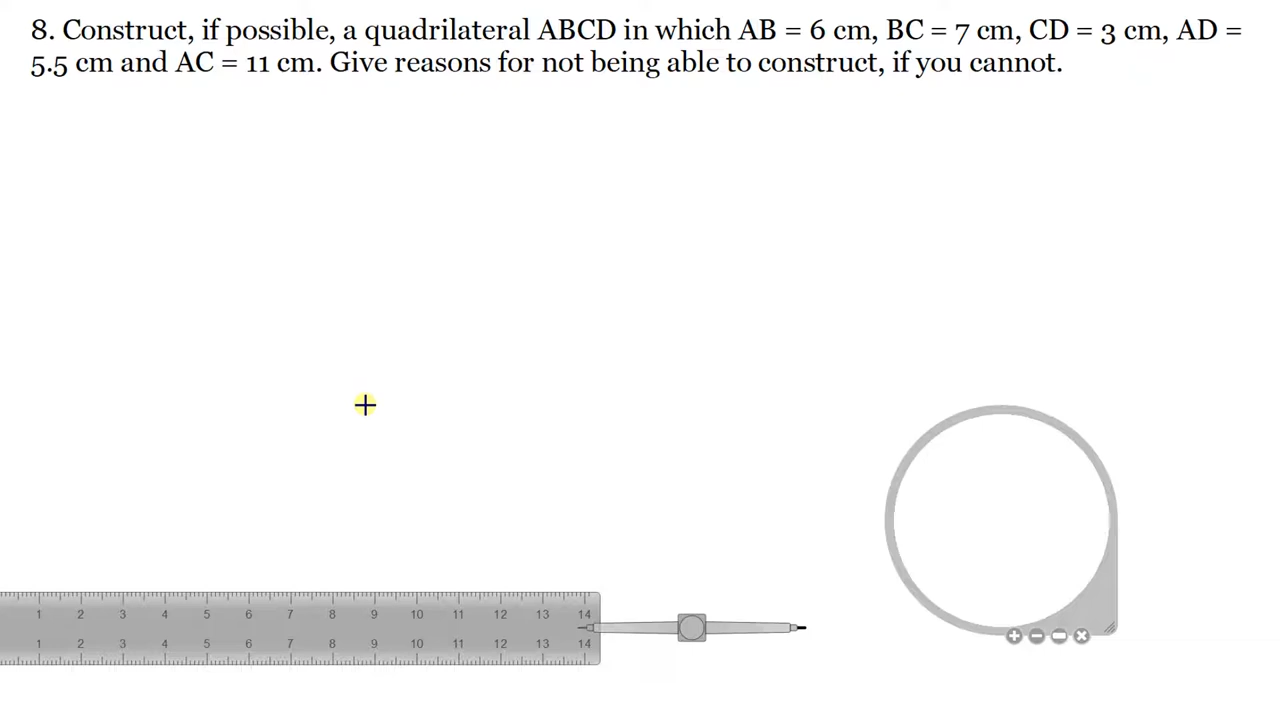 8. Construct, if possible, a quadrilateral ABCD in which AB = 6 cm, BC = 7 cm, CD = 3 cm, AD =
5.5 cm and AC = 11 cm. Give reasons for not being able to construct, if you cannot.
1 2 3 4 5 6 7 8 9 10 11 12 13 14
1 2 3 4 5 6 7 8 9 10 11 12 13 14